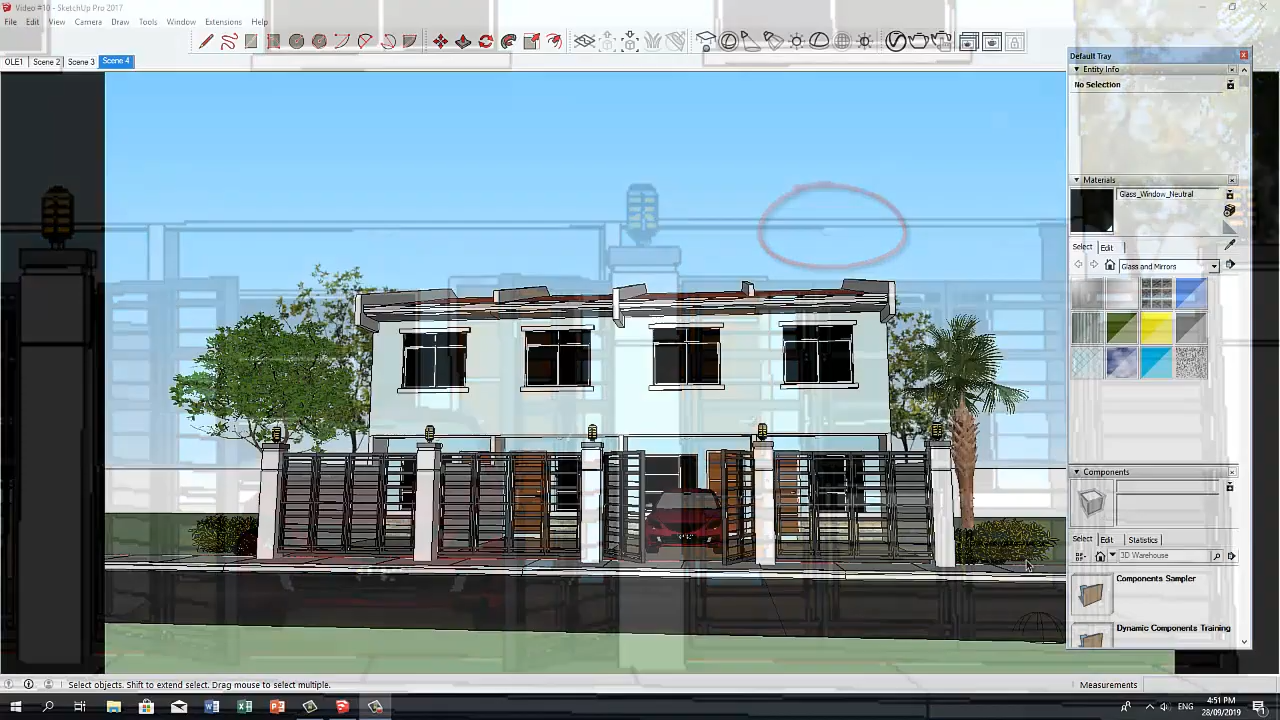 Video #10 - SketchUp Pro 2017
File Edit View Camera Draw Tools Window Extensions Help
OLE1 Scene 2 Scene 3 Scene 4
Default Tray
Entity Info
No Selection
Materials
Glass_Window_Neutral
Select Edit
Glass and Mirrors
Components
Select Edit Statistics
3D Warehouse
Components Sampler
Dynamic Components Training
Select objects. Shift to extend select. Drag mouse to select multiple.
Measurements
ENG
4:51 PM
28/09/2019